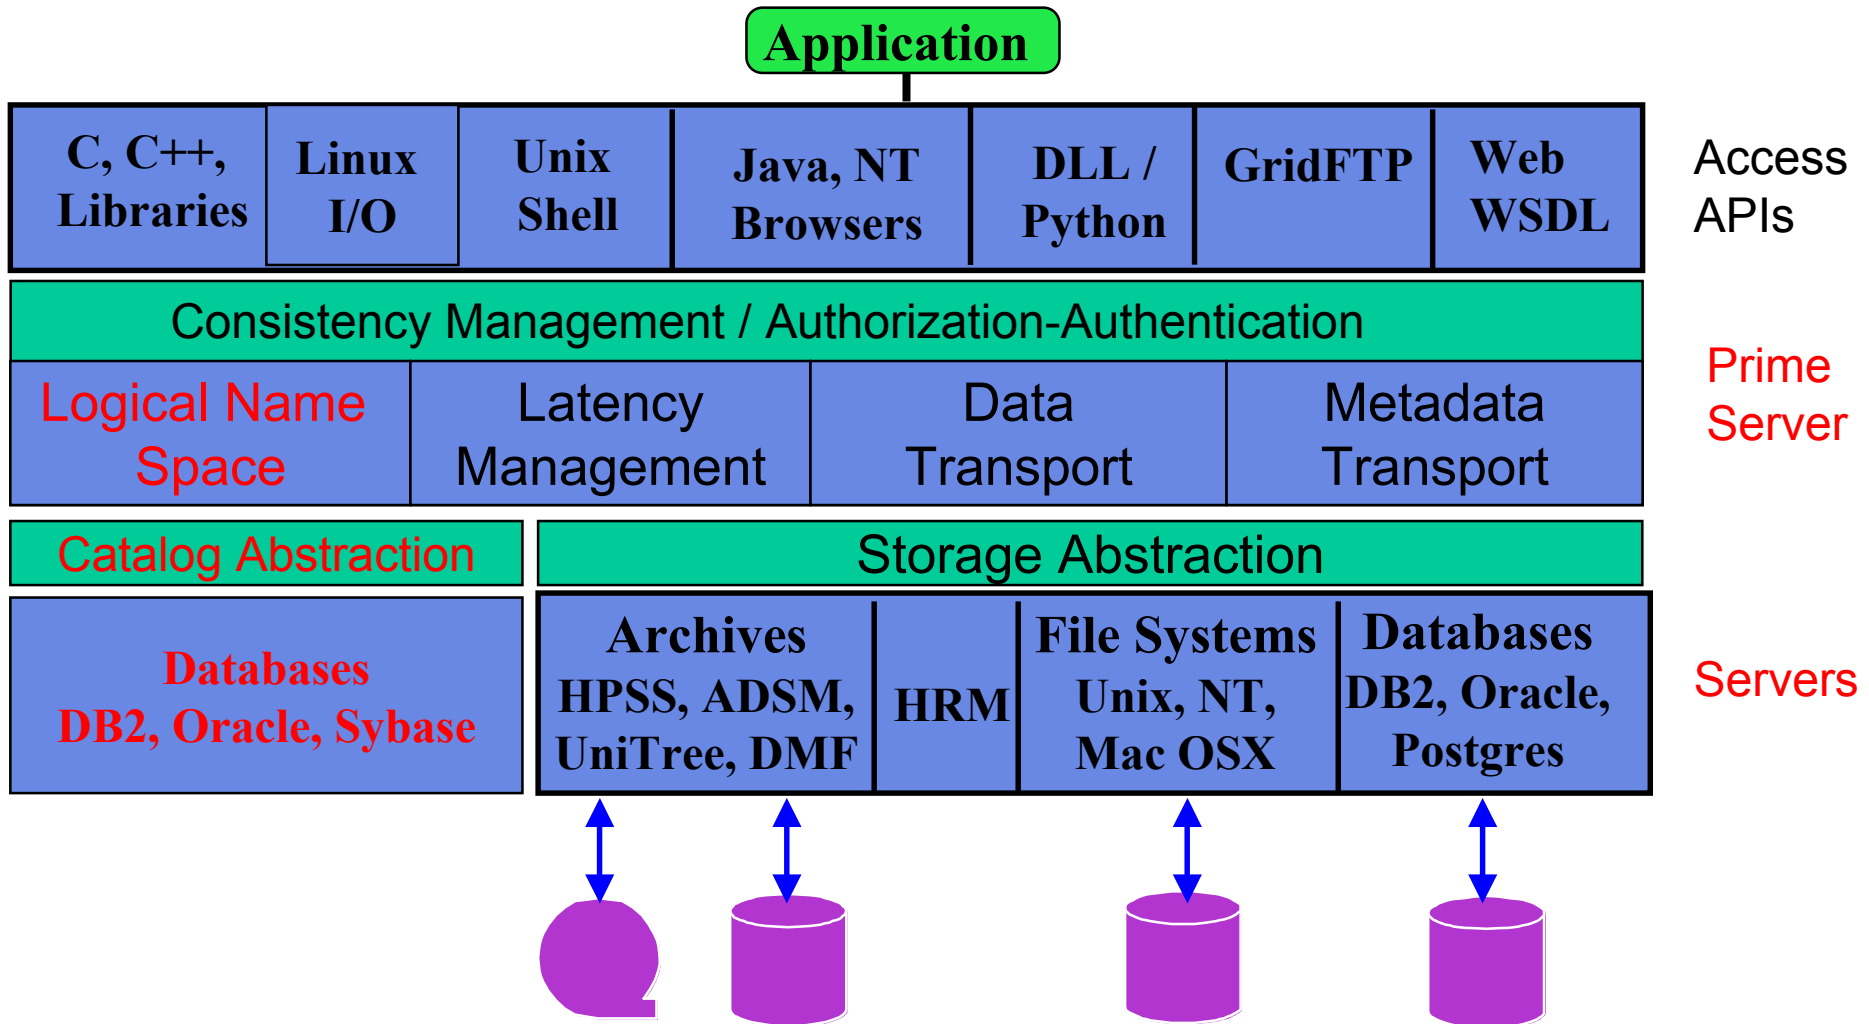 Application
C, C++,
Libraries
Linux
I/O
Unix
Shell
Java, NT
Browsers
DLL /
Python
GridFTP
Web
WSDL
Access
APIs
Consistency Management / Authorization-Authentication
Logical Name
Space
Latency
Management
Data
Transport
Metadata
Transport
Prime
Server
Catalog Abstraction
Storage Abstraction
Databases
DB2, Oracle, Sybase
Archives
HPSS, ADSM,
UniTree, DMF
HRM
File Systems
Unix, NT,
Mac OSX
Databases
DB2, Oracle,
Postgres
Servers